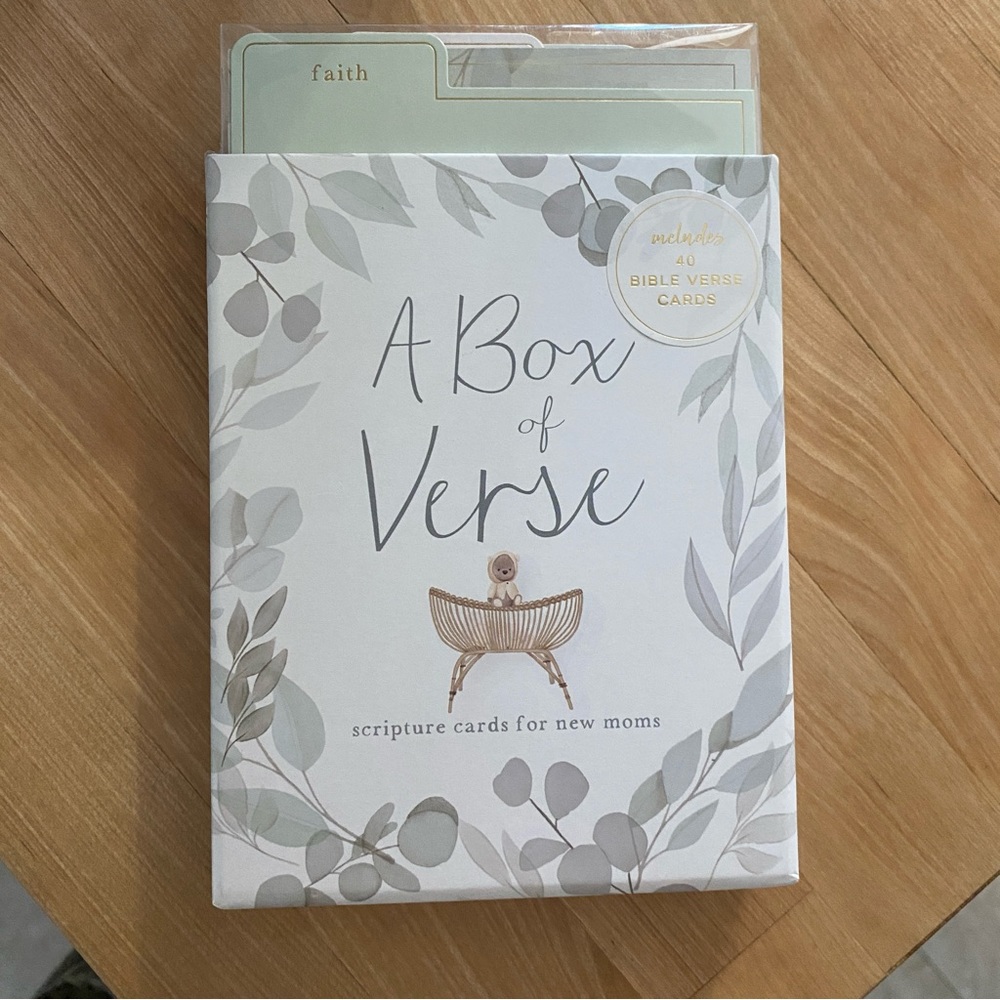 faith
includes
40
BIBLE VERSE
CARDS
A Box
of
Verse
scripture cards for new moms